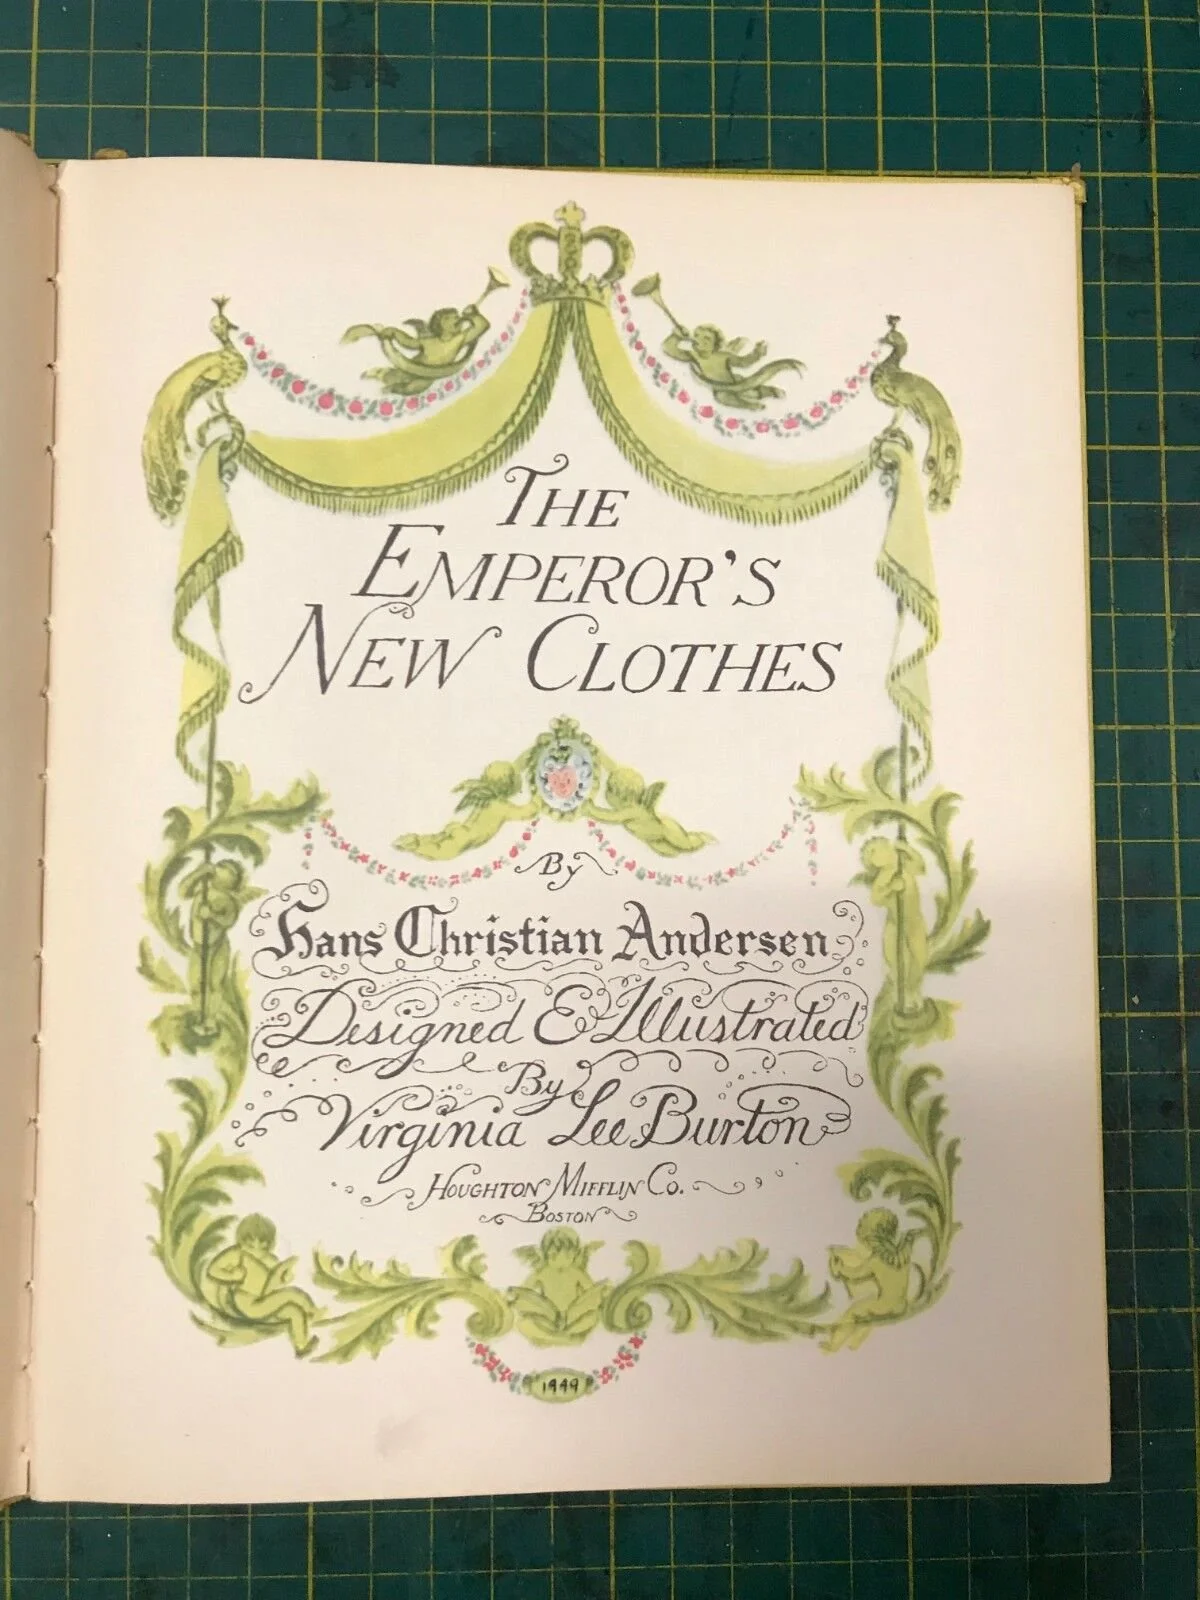 THE
EMPEROR'S
NEW CLOTHES
By
Hans Christian Andersen
Designed & Illustrated
By
Virginia Lee Burton
HOUGHTON MIFFLIN CO.
BOSTON
1949